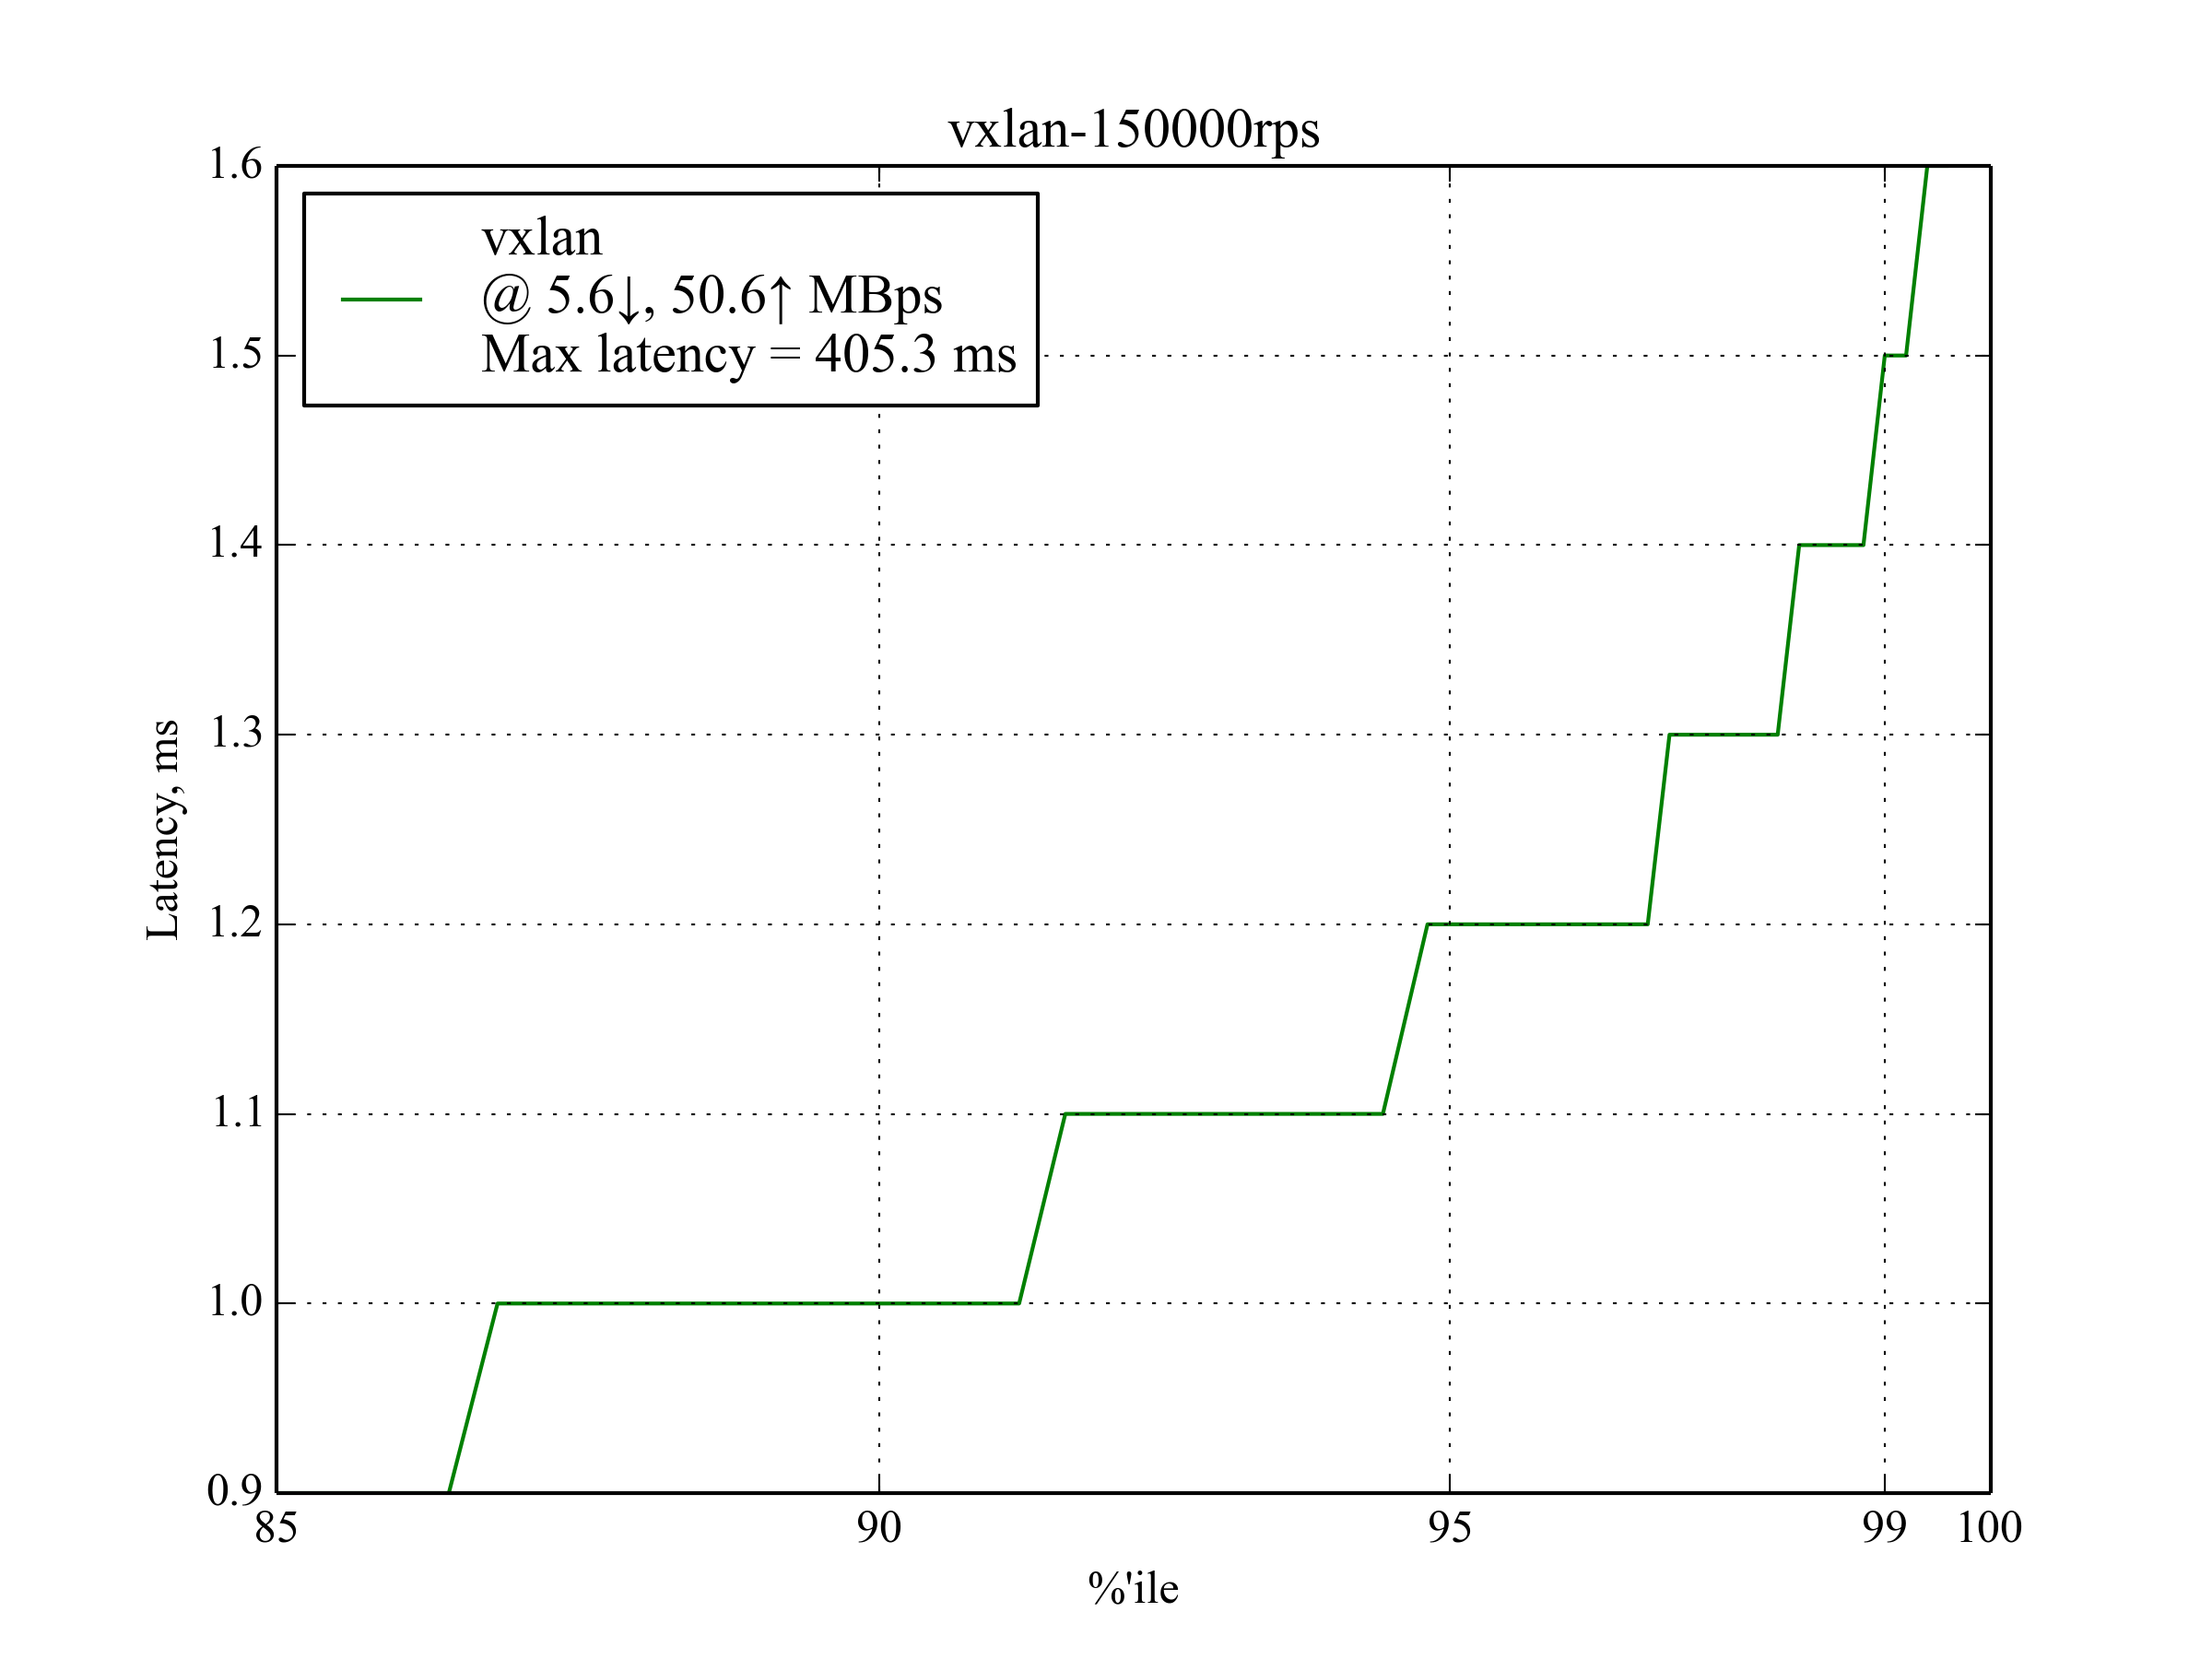 vxlan-150000rps
vxlan
@ 5.6↓, 50.6↑ MBps
Max latency = 405.3 ms
1.6
1.5
1.4
1.3
1.2
1.1
1.0
0.9
Latency, ms
85 90 95 99 100
%'ile